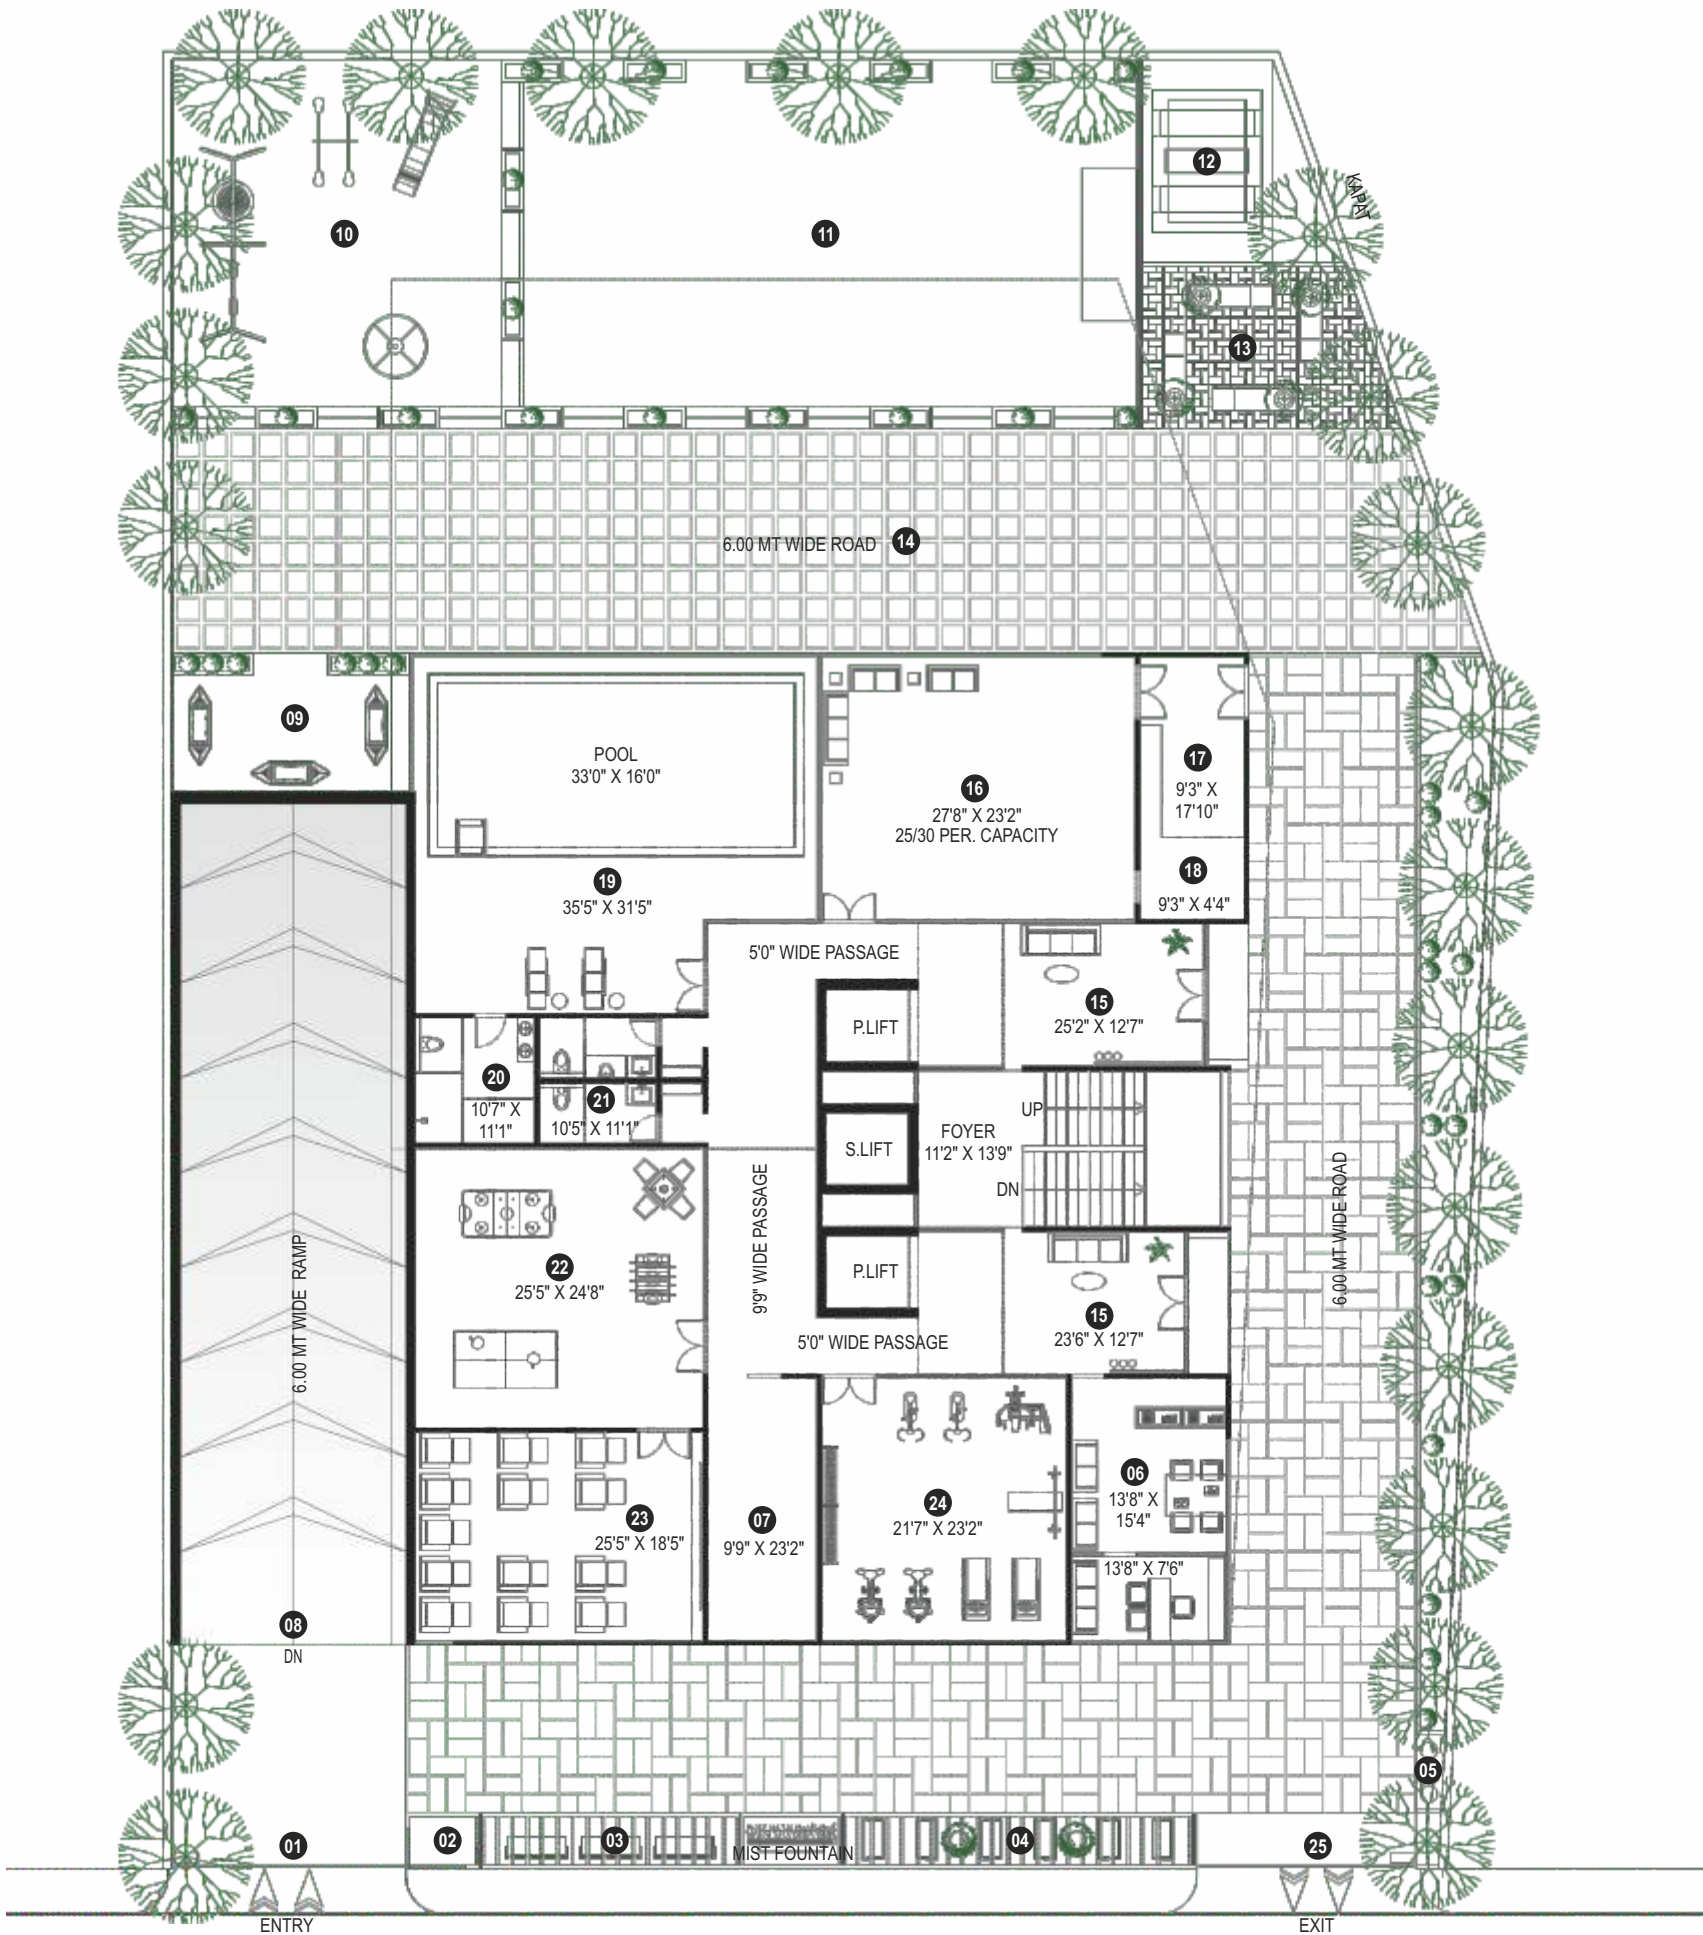 12
KAPAT
10
11
13
6.00 MT WIDE ROAD
14
09
POOL
33'0" X 16'0"
16
27'8" X 23'2"
25/30 PER. CAPACITY
17
9'3" X
17'10"
18
9'3" X 4'4"
19
35'5" X 31'5"
5'0" WIDE PASSAGE
15
25'2" X 12'7"
P.LIFT
20
10'7" X
11'1"
21
10'5" X 11'1"
UP
FOYER
11'2" X 13'9"
S.LIFT
DN
9'9" WIDE PASSAGE
6.00 MT WIDE ROAD
6.00 MT WIDE RAMP
22
25'5" X 24'8"
P.LIFT
15
23'6" X 12'7"
5'0" WIDE PASSAGE
06
13'8" X
15'4"
24
21'7" X 23'2"
23
25'5" X 18'5"
07
9'9" X 23'2"
13'8" X 7'6"
08
DN
05
01
02
03
MIST FOUNTAIN
04
25
ENTRY
EXIT